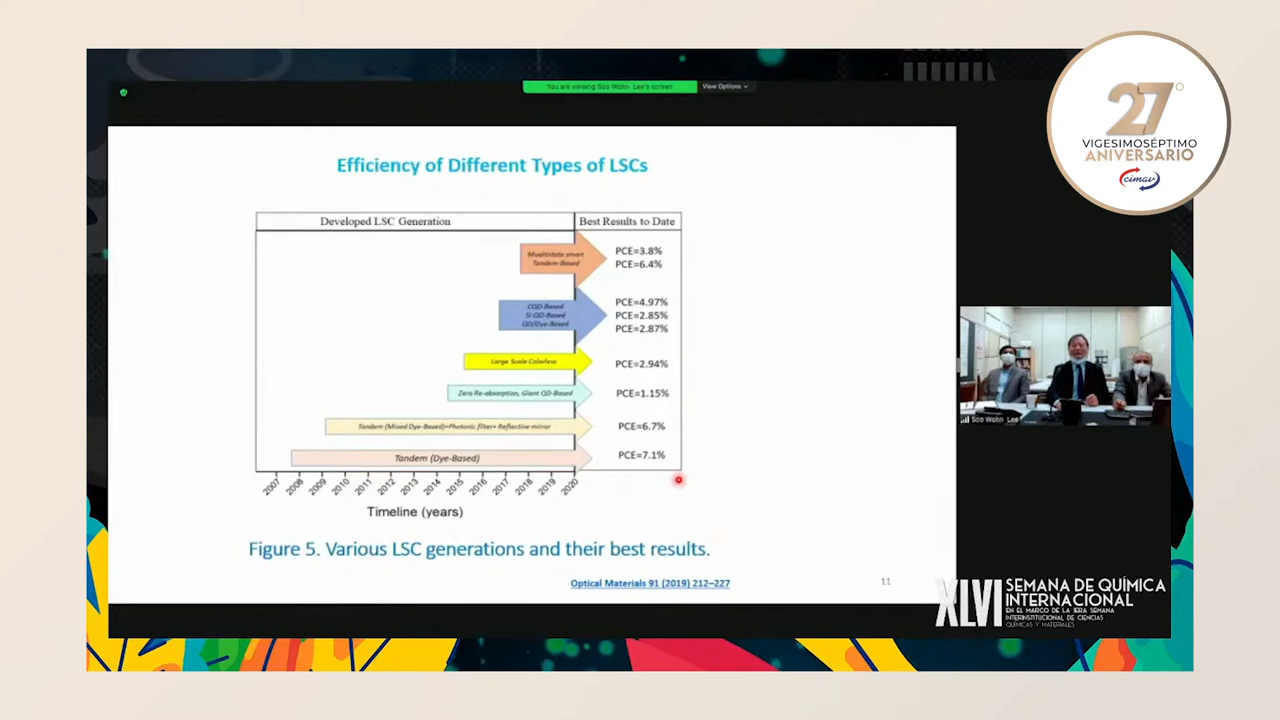 You are viewing Soo Wohn Lee's screen
View Options
27º
VIGESIMOSÉPTIMO
ANIVERSARIO
cimav
Efficiency of Different Types of LSCs
Developed LSC Generation
Best Results to Date
Mualtistate smart
Tandem-Based
PCE=3.8%
PCE=6.4%
CQD-Based
Si-QD-Based
QD/Dye-Based
PCE=4.97%
PCE=2.85%
PCE=2.87%
Large Scale Colorless
PCE=2.94%
Zero Re-absorption, Giant QD-Based
PCE=1.15%
Tandem (Mixed Dye-Based)+Photonic filter+ Reflective mirror
PCE=6.7%
Tandem (Dye-Based)
PCE=7.1%
2007 2008 2009 2010 2011 2012 2013 2014 2015 2016 2017 2018 2019 2020
Timeline (years)
Figure 5. Various LSC generations and their best results.
Optical Materials 91 (2019) 212–227
11
Soo Wohn Lee
XLVI
SEMANA DE QUÍMICA
INTERNACIONAL
EN EL MARCO DE LA 1ERA SEMANA
INTERINSTITUCIONAL DE CIENCIAS
QUÍMICAS Y MATERIALES